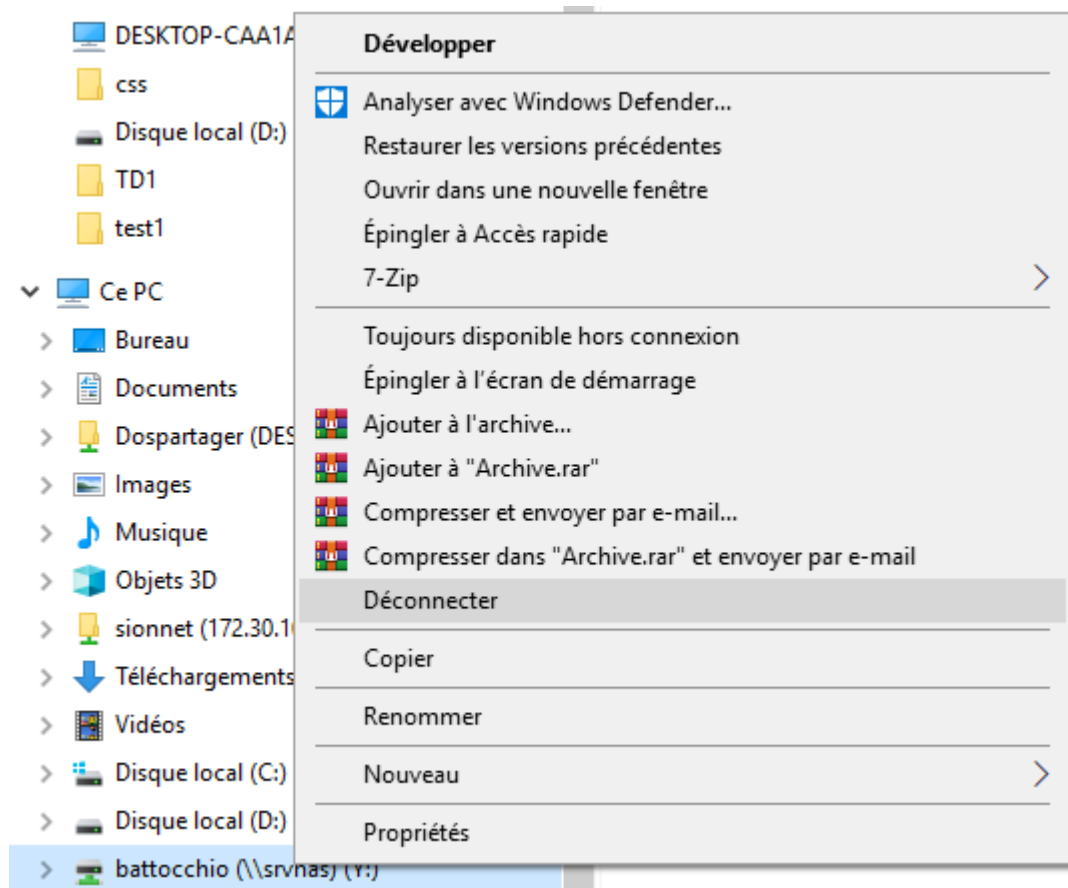 DESKTOP-CAA1A
css
Disque local (D:)
TD1
test1
Ce PC
Bureau
Documents
Dospartager (DES
Images
Musique
Objets 3D
sionnet (172.30.1
Téléchargements
Vidéos
Disque local (C:)
Disque local (D:)
battocchio (\\srvnas) (Y:)
Développer
Analyser avec Windows Defender...
Restaurer les versions précédentes
Ouvrir dans une nouvelle fenêtre
Épingler à Accès rapide
7-Zip
Toujours disponible hors connexion
Épingler à l'écran de démarrage
Ajouter à l'archive...
Ajouter à "Archive.rar"
Compresser et envoyer par e-mail...
Compresser dans "Archive.rar" et envoyer par e-mail
Déconnecter
Copier
Renommer
Nouveau
Propriétés